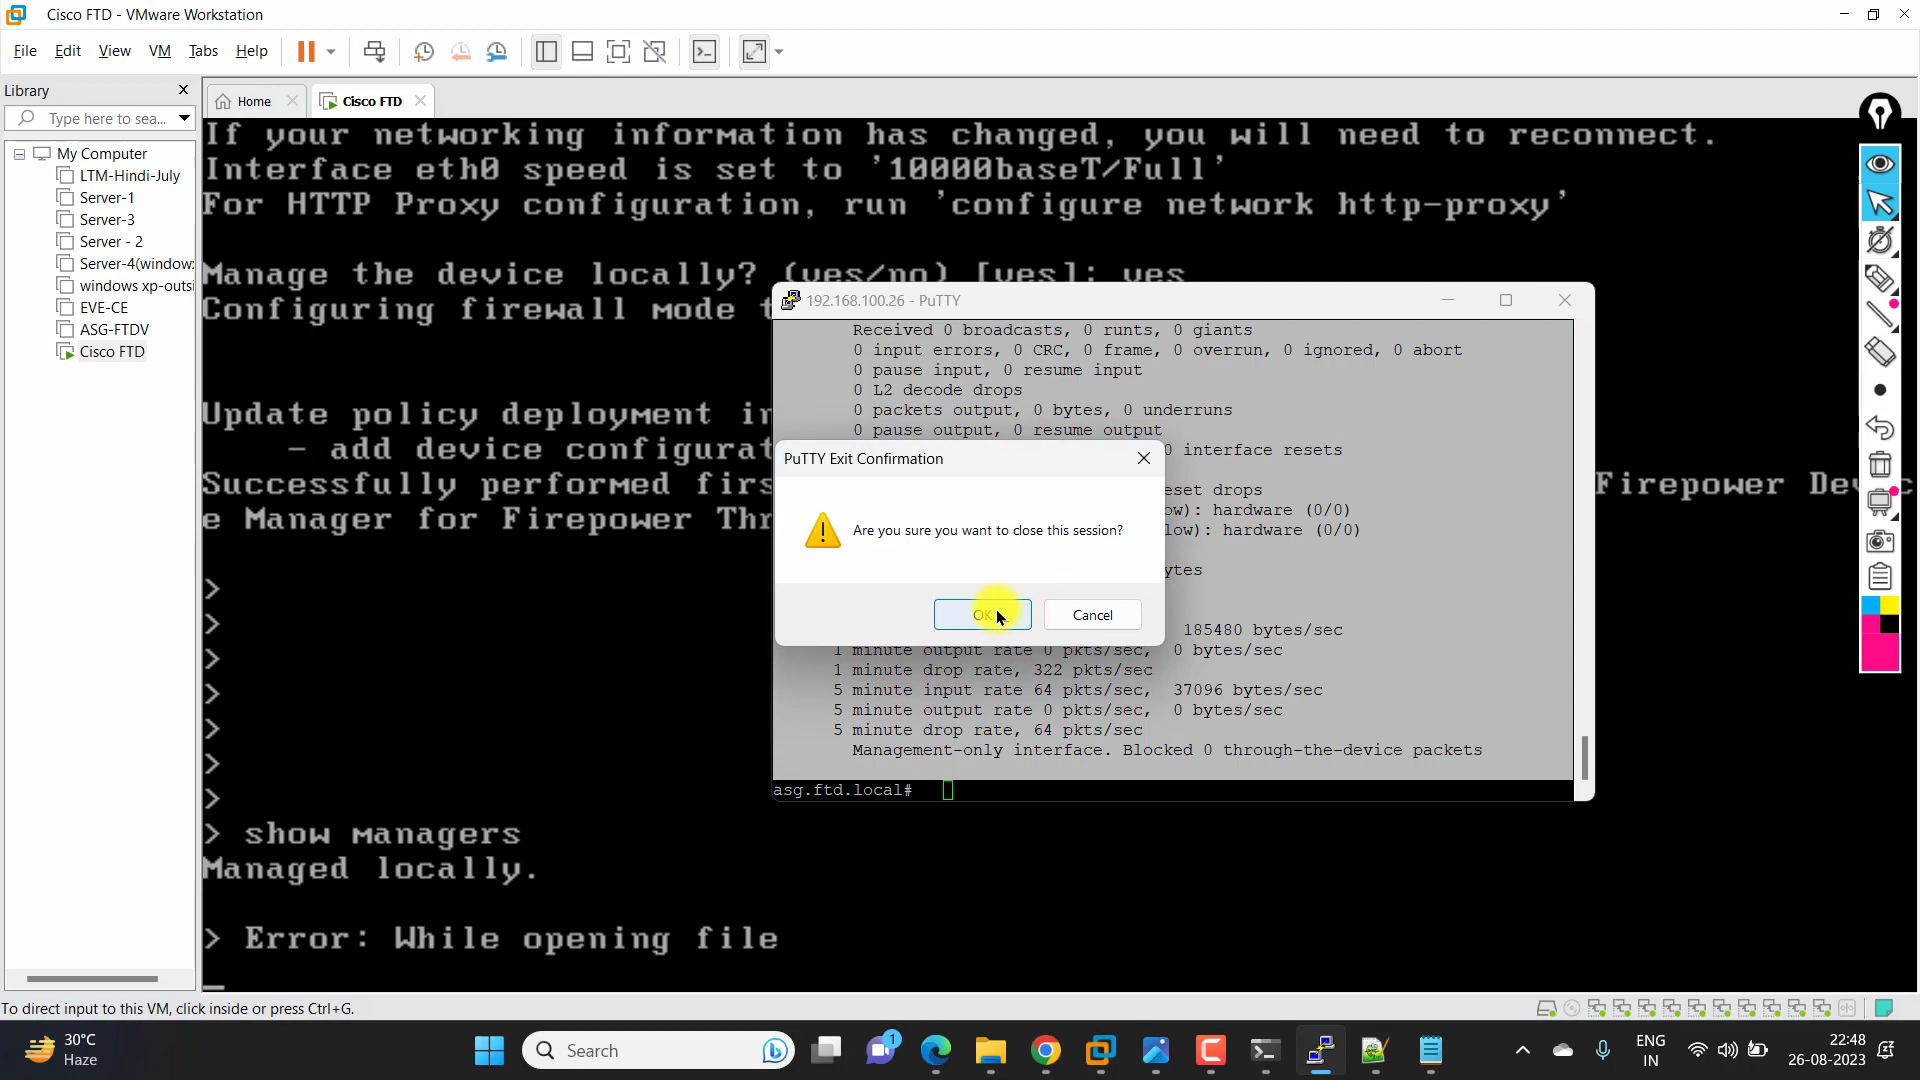 Cisco FTD - VMware Workstation
File Edit View VM Tabs Help
Library
Type here to sea...
My Computer
LTM-Hindi-July
Server-1
Server-3
Server - 2
Server-4(window
windows xp-outs
EVE-CE
ASG-FTDV
Cisco FTD
Home
Cisco FTD
If your networking information has changed, you will need to reconnect.
Interface eth0 speed is set to '10000baseT/Full'
For HTTP Proxy configuration, run 'configure network http-proxy'
Manage the device locally? (yes/no) [yes]: yes
Configuring firewall mode t
Update policy deployment in
- add device configurat
Successfully performed firs
Firepower De
c
e Manager for Firepower Thr
>
>
>
>
>
>
>
> show managers
Managed locally.
> Error: While opening file
192.168.100.26 - PuTTY
Received 0 broadcasts, 0 runts, 0 giants
0 input errors, 0 CRC, 0 frame, 0 overrun, 0 ignored, 0 abort
0 pause input, 0 resume input
0 L2 decode drops
0 packets output, 0 bytes, 0 underruns
0 pause output, 0 resume output
0 interface resets
eset drops
ow): hardware (0/0)
low): hardware (0/0)
ytes
185480 bytes/sec
1 minute output rate 0 pkts/sec, 0 bytes/sec
1 minute drop rate, 322 pkts/sec
5 minute input rate 64 pkts/sec, 37096 bytes/sec
5 minute output rate 0 pkts/sec, 0 bytes/sec
5 minute drop rate, 64 pkts/sec
Management-only interface. Blocked 0 through-the-device packets
asg.ftd.local#
PuTTY Exit Confirmation
Are you sure you want to close this session?
OK
Cancel
To direct input to this VM, click inside or press Ctrl+G.
30°C
Haze
Search
1
ENG
IN
22:48
26-08-2023